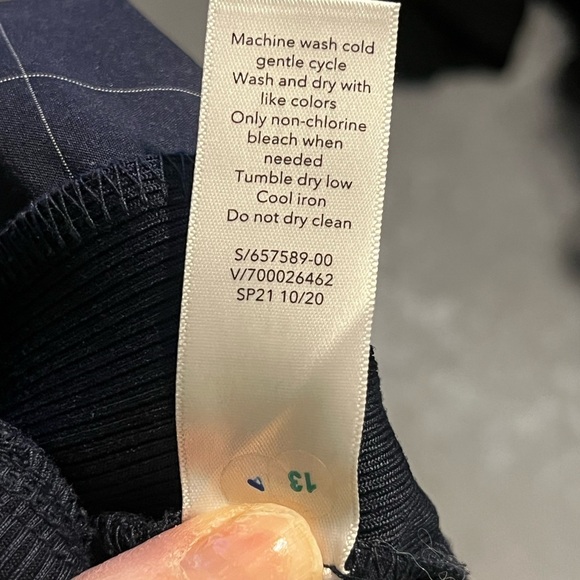 Machine wash cold
gentle cycle
Wash and dry with
like colors
Only non-chlorine
bleach when
needed
Tumble dry low
Cool iron
Do not dry clean
S/657589-00
V/700026462
SP21 10/20
13